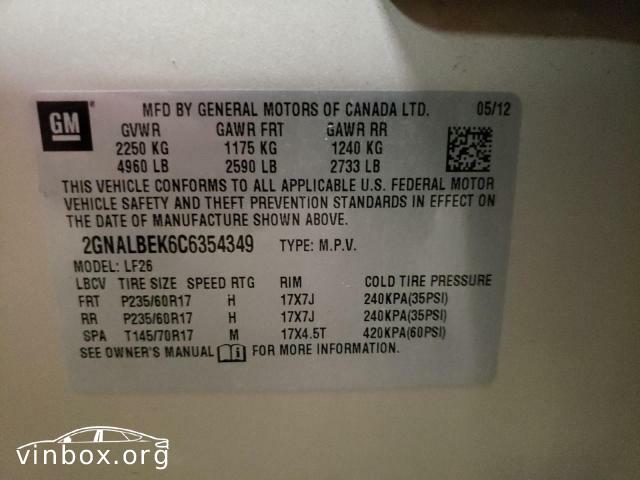 GM ® MFD BY GENERAL MOTORS OF CANADA LTD. 05/12
GVWR GAWR FRT GAWR RR
2250 KG 1175 KG 1240 KG
4960 LB 2590 LB 2733 LB
THIS VEHICLE CONFORMS TO ALL APPLICABLE U.S. FEDERAL MOTOR
VEHICLE SAFETY AND THEFT PREVENTION STANDARDS IN EFFECT ON
THE DATE OF MANUFACTURE SHOWN ABOVE.
2GNALBEK6C6354349 TYPE: M.P.V.
MODEL: LF26
LBCV TIRE SIZE SPEED RTG RIM COLD TIRE PRESSURE
FRT P235/60R17 H 17X7J 240KPA(35PSI)
RR P235/60R17 H 17X7J 240KPA(35PSI)
SPA T145/70R17 M 17X4.5T 420KPA(60PSI)
SEE OWNER'S MANUAL FOR MORE INFORMATION.
vinbox.org